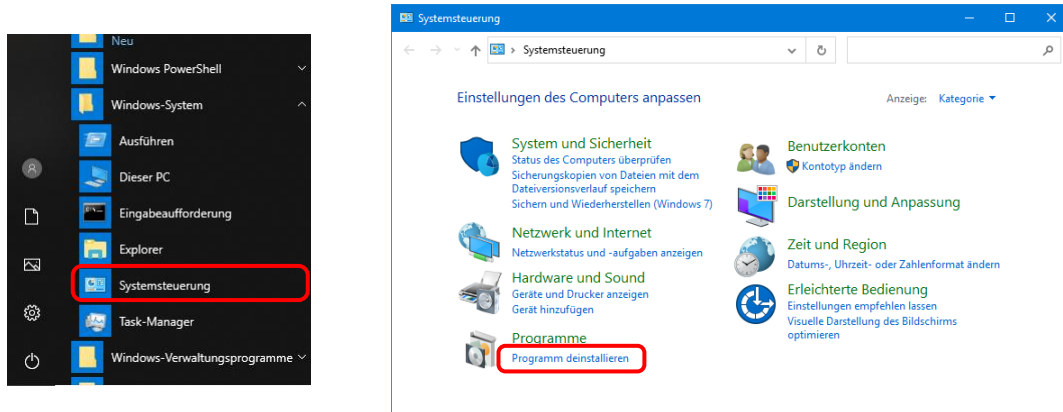 Neu
Windows PowerShell
Windows-System
Ausführen
Dieser PC
Eingabeaufforderung
Explorer
Systemsteuerung
Task-Manager
Windows-Verwaltungsprogramme
Systemsteuerung
Systemsteuerung
Einstellungen des Computers anpassen
Anzeige: Kategorie
System und Sicherheit
Status des Computers überprüfen
Sicherungskopien von Dateien mit dem
Dateiversionsverlauf speichern
Sichern und Wiederherstellen (Windows 7)
Netzwerk und Internet
Netzwerkstatus und -aufgaben anzeigen
Hardware und Sound
Geräte und Drucker anzeigen
Gerät hinzufügen
Programme
Programm deinstallieren
Benutzerkonten
Kontotyp ändern
Darstellung und Anpassung
Zeit und Region
Datums-, Uhrzeit- oder Zahlenformat ändern
Erleichterte Bedienung
Einstellungen empfehlen lassen
Visuelle Darstellung des Bildschirms
optimieren